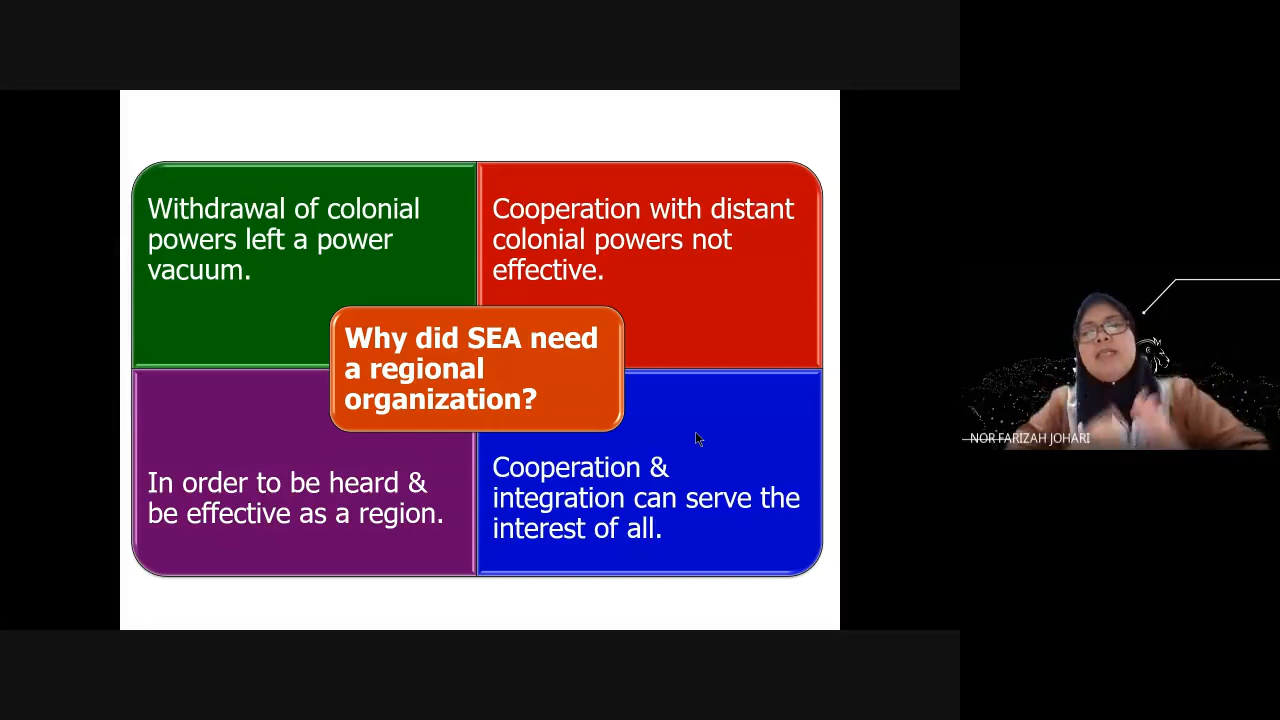 Withdrawal of colonial
powers left a power
vacuum.
Cooperation with distant
colonial powers not
effective.
Why did SEA need
a regional
organization?
In order to be heard &
be effective as a region.
Cooperation &
integration can serve the
interest of all.
NOR FARIZAH JOHARI